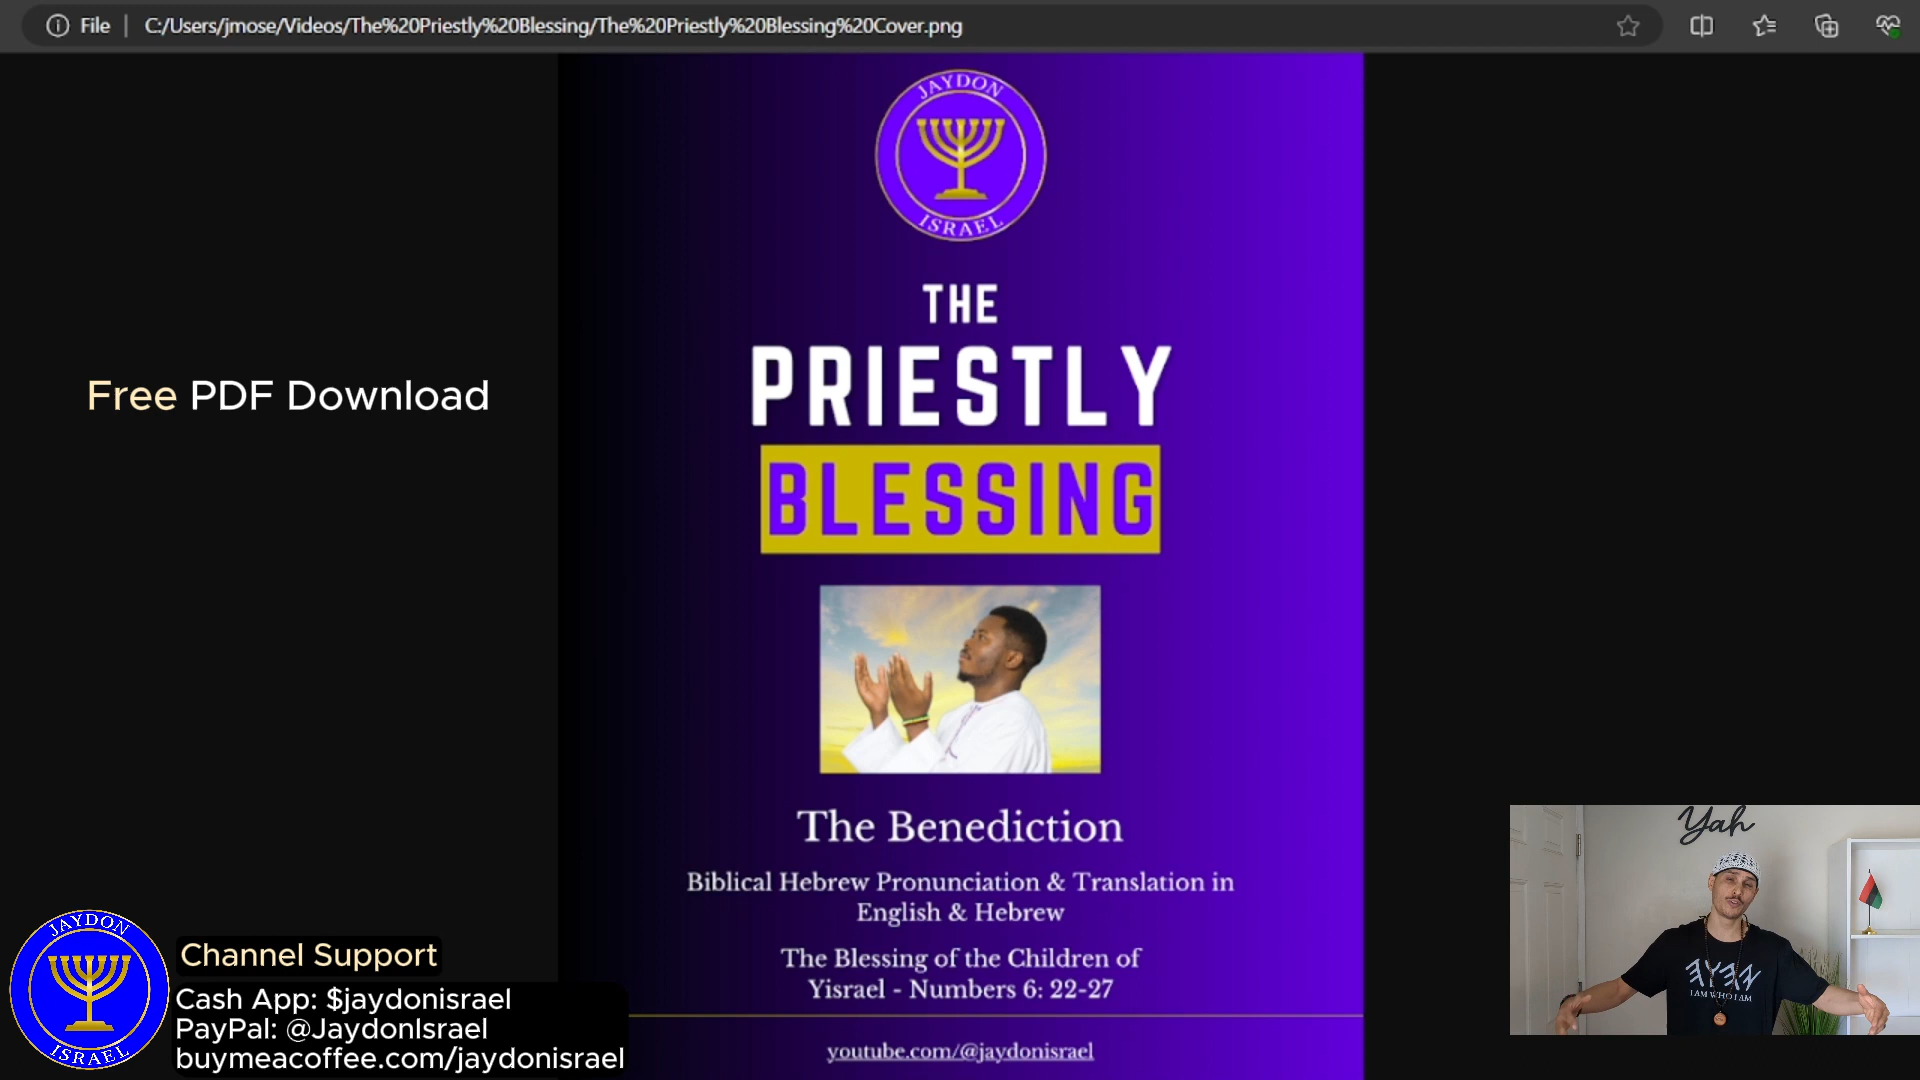 File
C:/Users/jmose/Videos/The%20Priestly%20Blessing/The%20Priestly%20Blessing%20Cover.png
JAYDON
ISRAEL
THE
PRIESTLY
BLESSING
Free PDF Download
The Benediction
Biblical Hebrew Pronunciation & Translation in
English & Hebrew
The Blessing of the Children of
Yisrael - Numbers 6: 22-27
youtube.com/@jaydonisrael
JAYDON
ISRAEL
Channel Support
Cash App: $jaydonisrael
PayPal: @JaydonIsrael
buymeacoffee.com/jaydonisrael
Yah
I AM WHO I AM